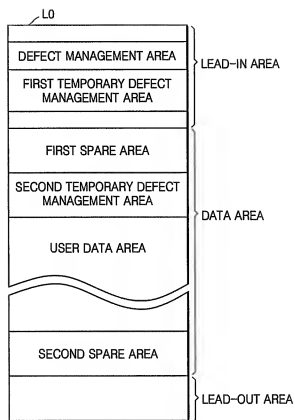 L0
DEFECT MANAGEMENT AREA
FIRST TEMPORARY DEFECT
MANAGEMENT AREA
LEAD-IN AREA
FIRST SPARE AREA
SECOND TEMPORARY DEFECT
MANAGEMENT AREA
USER DATA AREA
DATA AREA
SECOND SPARE AREA
LEAD-OUT AREA